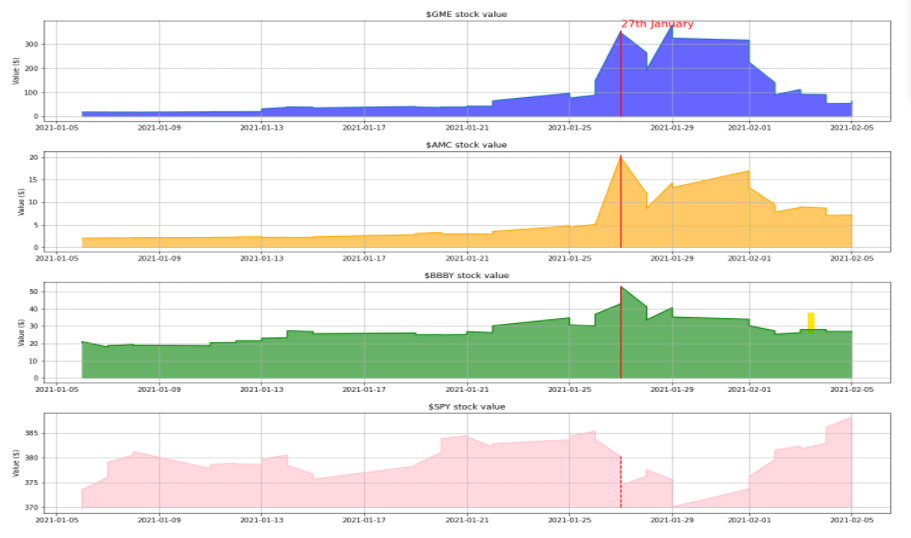 $GME stock value
27th January
Value ($)
300
200
100
0
2021-01-05 2021-01-09 2021-01-13 2021-01-17 2021-01-21 2021-01-25 2021-01-29 2021-02-01 2021-02-05
$AMC stock value
Value ($)
20
15
10
5
0
2021-01-05 2021-01-09 2021-01-13 2021-01-17 2021-01-21 2021-01-25 2021-01-29 2021-02-01 2021-02-05
$BBBY stock value
Value ($)
50
40
30
20
10
0
2021-01-05 2021-01-09 2021-01-13 2021-01-17 2021-01-21 2021-01-25 2021-01-29 2021-02-01 2021-02-05
$SPY stock value
Value ($)
385
380
375
370
2021-01-05 2021-01-09 2021-01-13 2021-01-17 2021-01-21 2021-01-25 2021-01-29 2021-02-01 2021-02-05